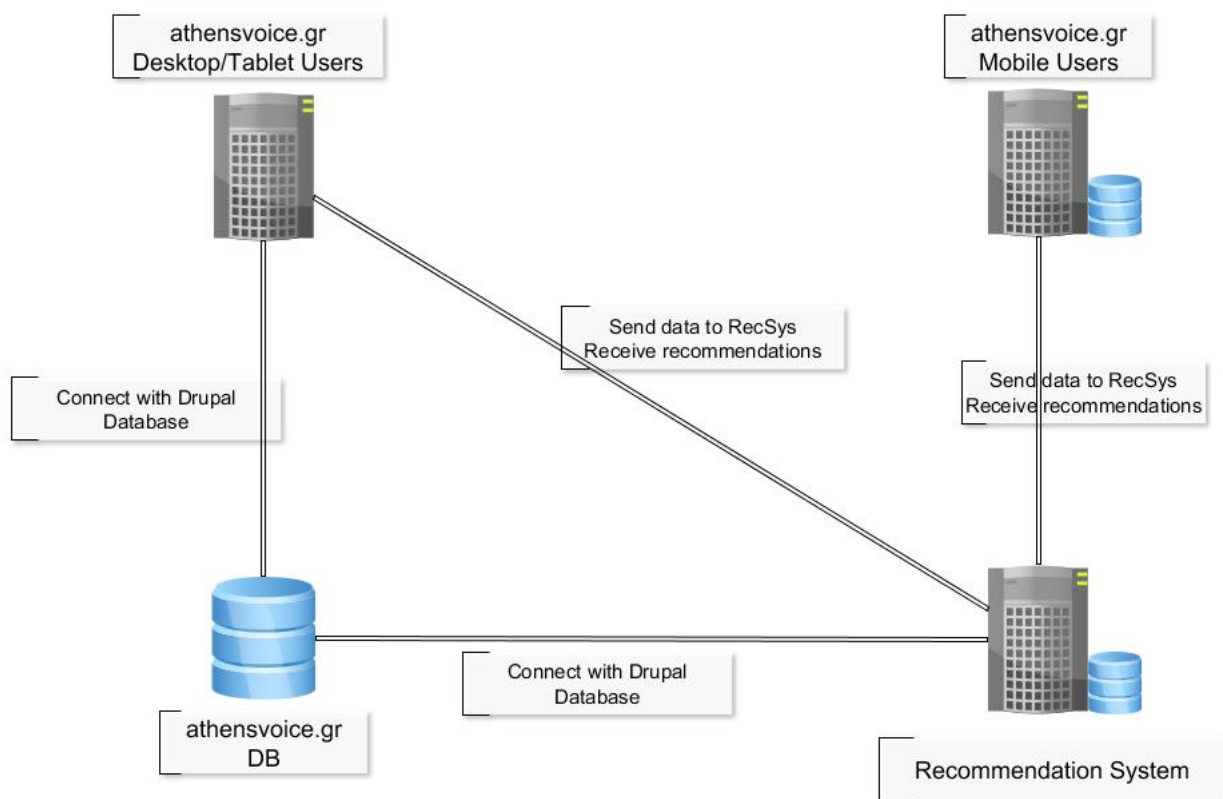 athensvoice.gr
Desktop/Tablet Users
athensvoice.gr
Mobile Users
Send data to RecSys
Receive recommendations
Connect with Drupal
Database
Send data to RecSys
Receive recommendations
Connect with Drupal
Database
athensvoice.gr
DB
Recommendation System